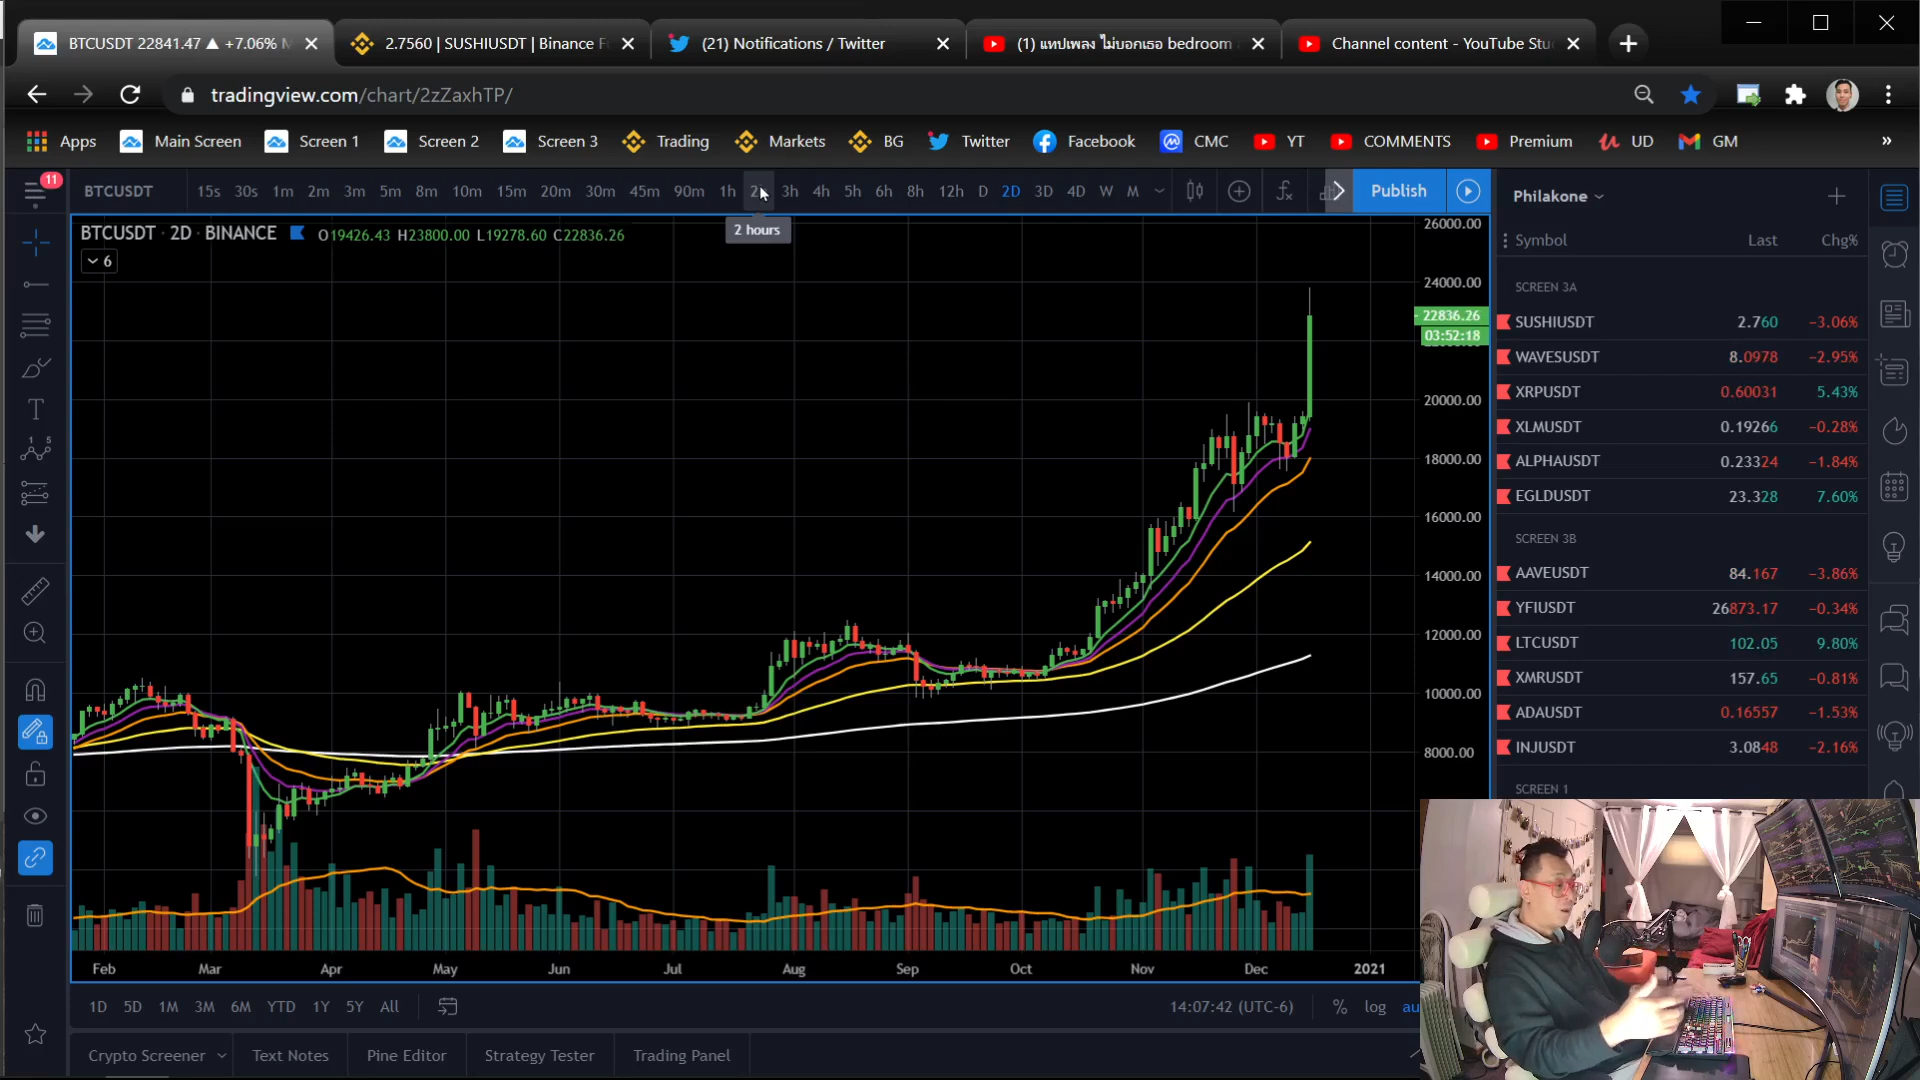 BTCUSDT 22841.47 ▲ +7.06%
2.7560 | SUSHIUSDT | Binance F
(21) Notifications / Twitter
(1) แทปเพลง ไม่บอกเธอ bedroom
Channel content - YouTube Stu
tradingview.com/chart/2zZaxhTP/
Apps Main Screen Screen 1 Screen 2 Screen 3 Trading Markets BG Twitter Facebook CMC YT COMMENTS Premium UD GM »
11
BTCUSDT 15s 30s 1m 2m 3m 5m 8m 10m 15m 20m 30m 45m 90m 1h 3h 4h 5h 6h 8h 12h D 2D 3D 4D W M Publish
2 hours
BTCUSDT · 2D · BINANCE O19426.43 H23800.00 L19278.60 C22836.26
6
26000.00
24000.00
22836.26
03:52:18
20000.00
18000.00
16000.00
14000.00
12000.00
10000.00
8000.00
Feb Mar Apr May Jun Jul Aug Sep Oct Nov Dec 2021
1D 5D 1M 3M 6M YTD 1Y 5Y All
14:07:42 (UTC-6) % log au
Crypto Screener Text Notes Pine Editor Strategy Tester Trading Panel
Philakone
Symbol Last Chg%
SCREEN 3A
SUSHIUSDT 2.760 −3.06%
WAVESUSDT 8.0978 −2.95%
XRPUSDT 0.60031 5.43%
XLMUSDT 0.19266 −0.28%
ALPHAUSDT 0.23324 −1.84%
EGLDUSDT 23.328 7.60%
SCREEN 3B
AAVEUSDT 84.167 −3.86%
YFIUSDT 26873.17 −0.34%
LTCUSDT 102.05 9.80%
XMRUSDT 157.65 −0.81%
ADAUSDT 0.16557 −1.53%
INJUSDT 3.0848 −2.16%
SCREEN 1